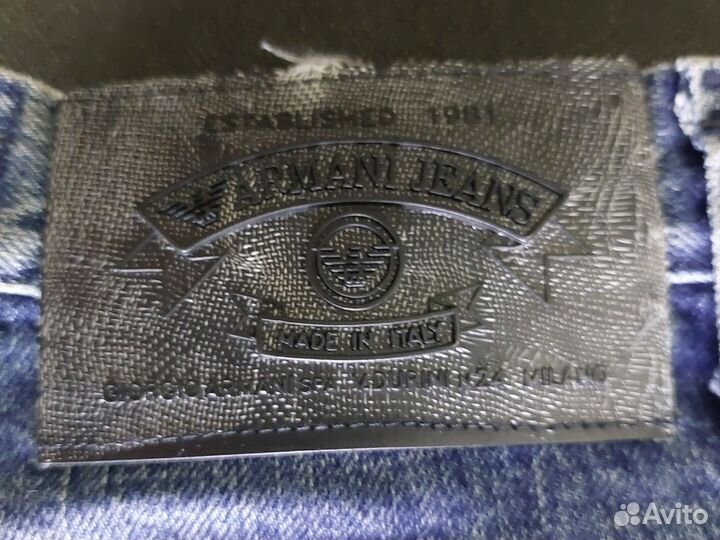 ESTABLISHED 1981
ARMANI JEANS
MADE IN ITALY
GIORGIO ARMANI SPA V. DURINI N.24 MILANO
Avito